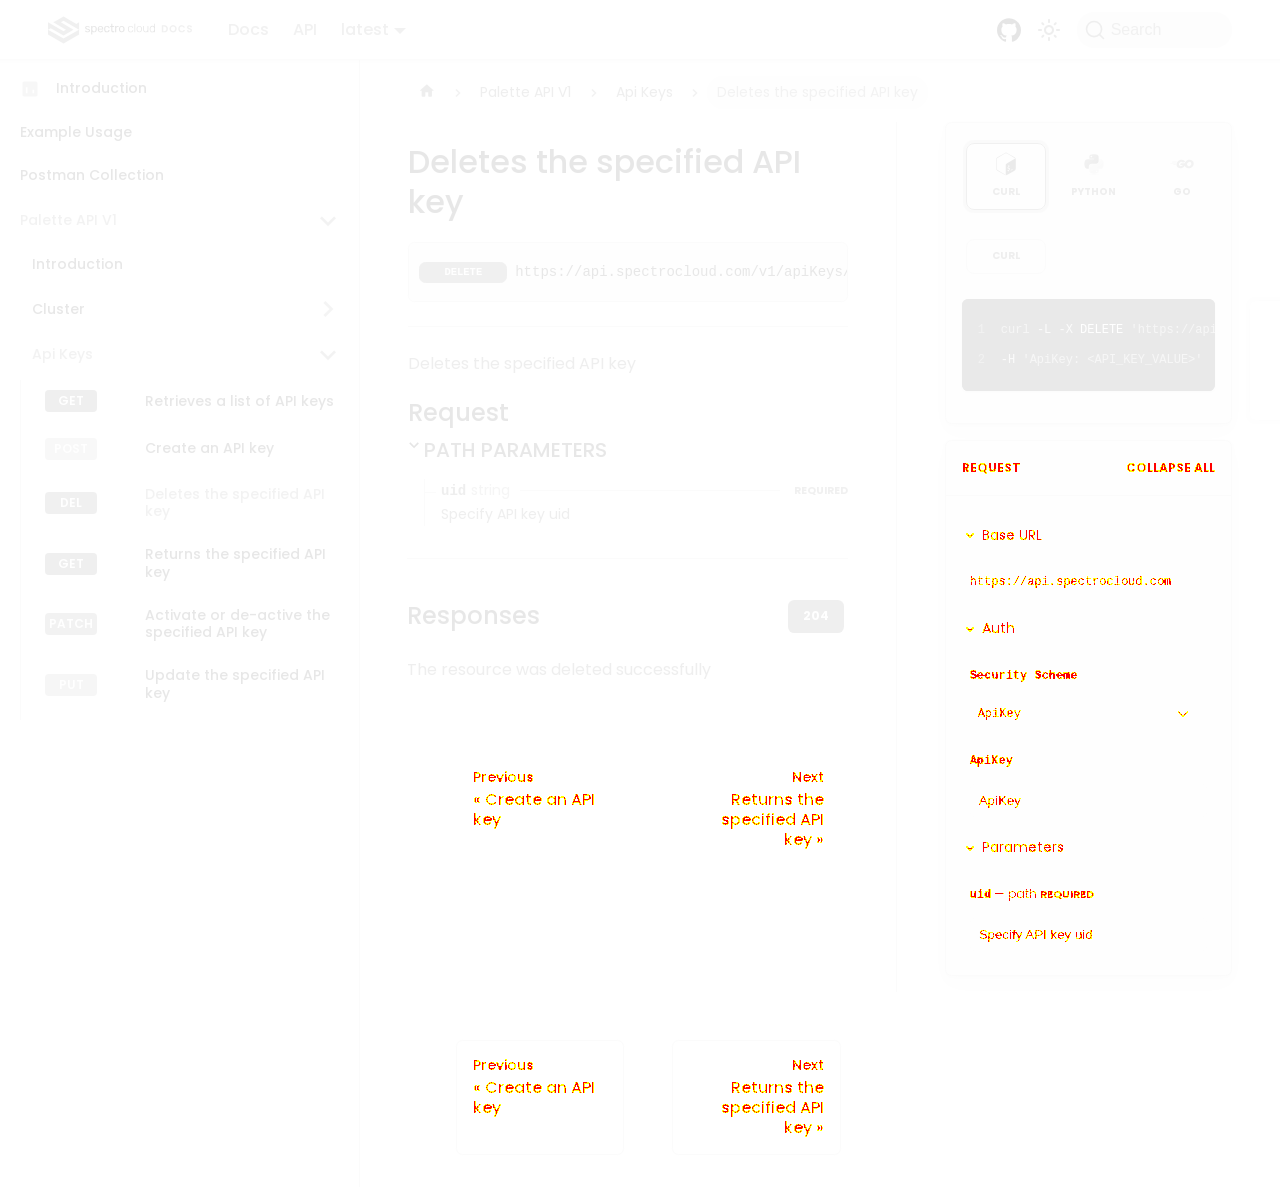 spectro cloud DOCS
Docs
API
latest
Search
Introduction
Example Usage
Postman Collection
Palette API V1
Introduction
Cluster
Api Keys
GET Retrieves a list of API keys
POST Create an API key
DEL Deletes the specified API
key
GET Returns the specified API
key
PATCH Activate or de-active the
specified API key
PUT Update the specified API
key
Palette API V1
Api Keys
Deletes the specified API key
Deletes the specified API
key
DELETE https://api.spectrocloud.com/v1/apiKeys/
Deletes the specified API key
Request
PATH PARAMETERS
uid string REQUIRED
Specify API key uid
Responses
204
The resource was deleted successfully
Previous
« Create an API
key
Next
Returns the
specified API
key »
Previous
« Create an API
key
Next
Returns the
specified API
key »
CURL
PYTHON
GO
CURL
1 curl -L -X DELETE 'https://api
2 -H 'ApiKey: <API_KEY_VALUE>'
REQUEST
COLLAPSE ALL
Base URL
https://api.spectrocloud.com
Auth
Security Scheme
ApiKey
ApiKey
ApiKey
Parameters
uid — path REQUIRED
Specify API key uid